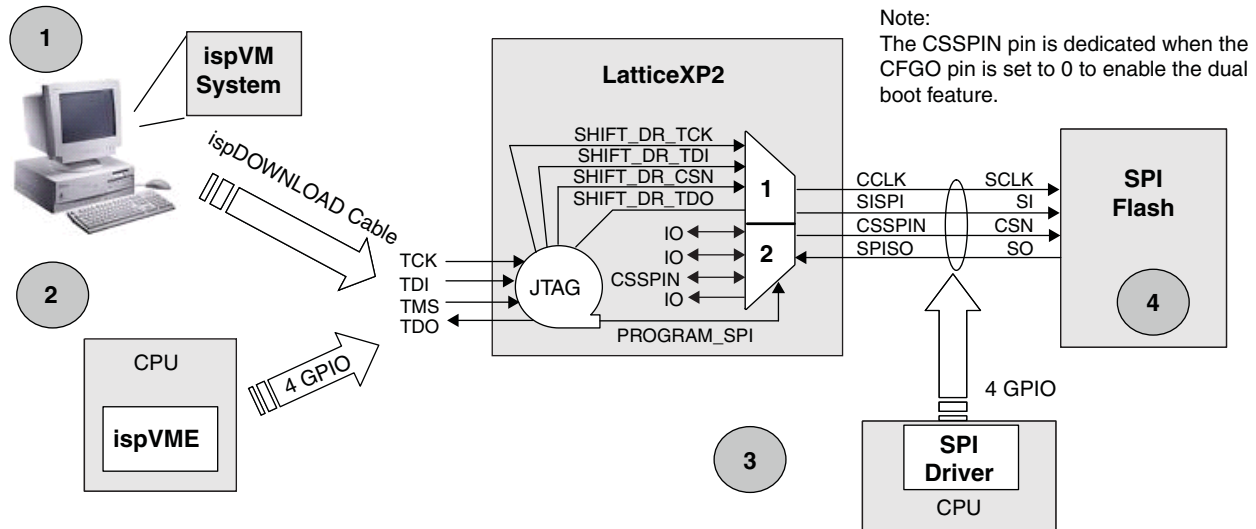 1
ispVM
System
ispDOWNLOAD Cable
2
CPU
ispVME
4 GPIO
TCK
TDI
TMS
TDO
LatticeXP2
SHIFT_DR_TCK
SHIFT_DR_TDI
SHIFT_DR_CSN
SHIFT_DR_TDO
JTAG
1
2
IO
IO
CSSPIN
IO
PROGRAM_SPI
Note:
The CSSPIN pin is dedicated when the
CFGO pin is set to 0 to enable the dual
boot feature.
CCLK SCLK
SISPI SI
CSSPIN CSN
SPISO SO
SPI
Flash
4
4 GPIO
3
SPI
Driver
CPU